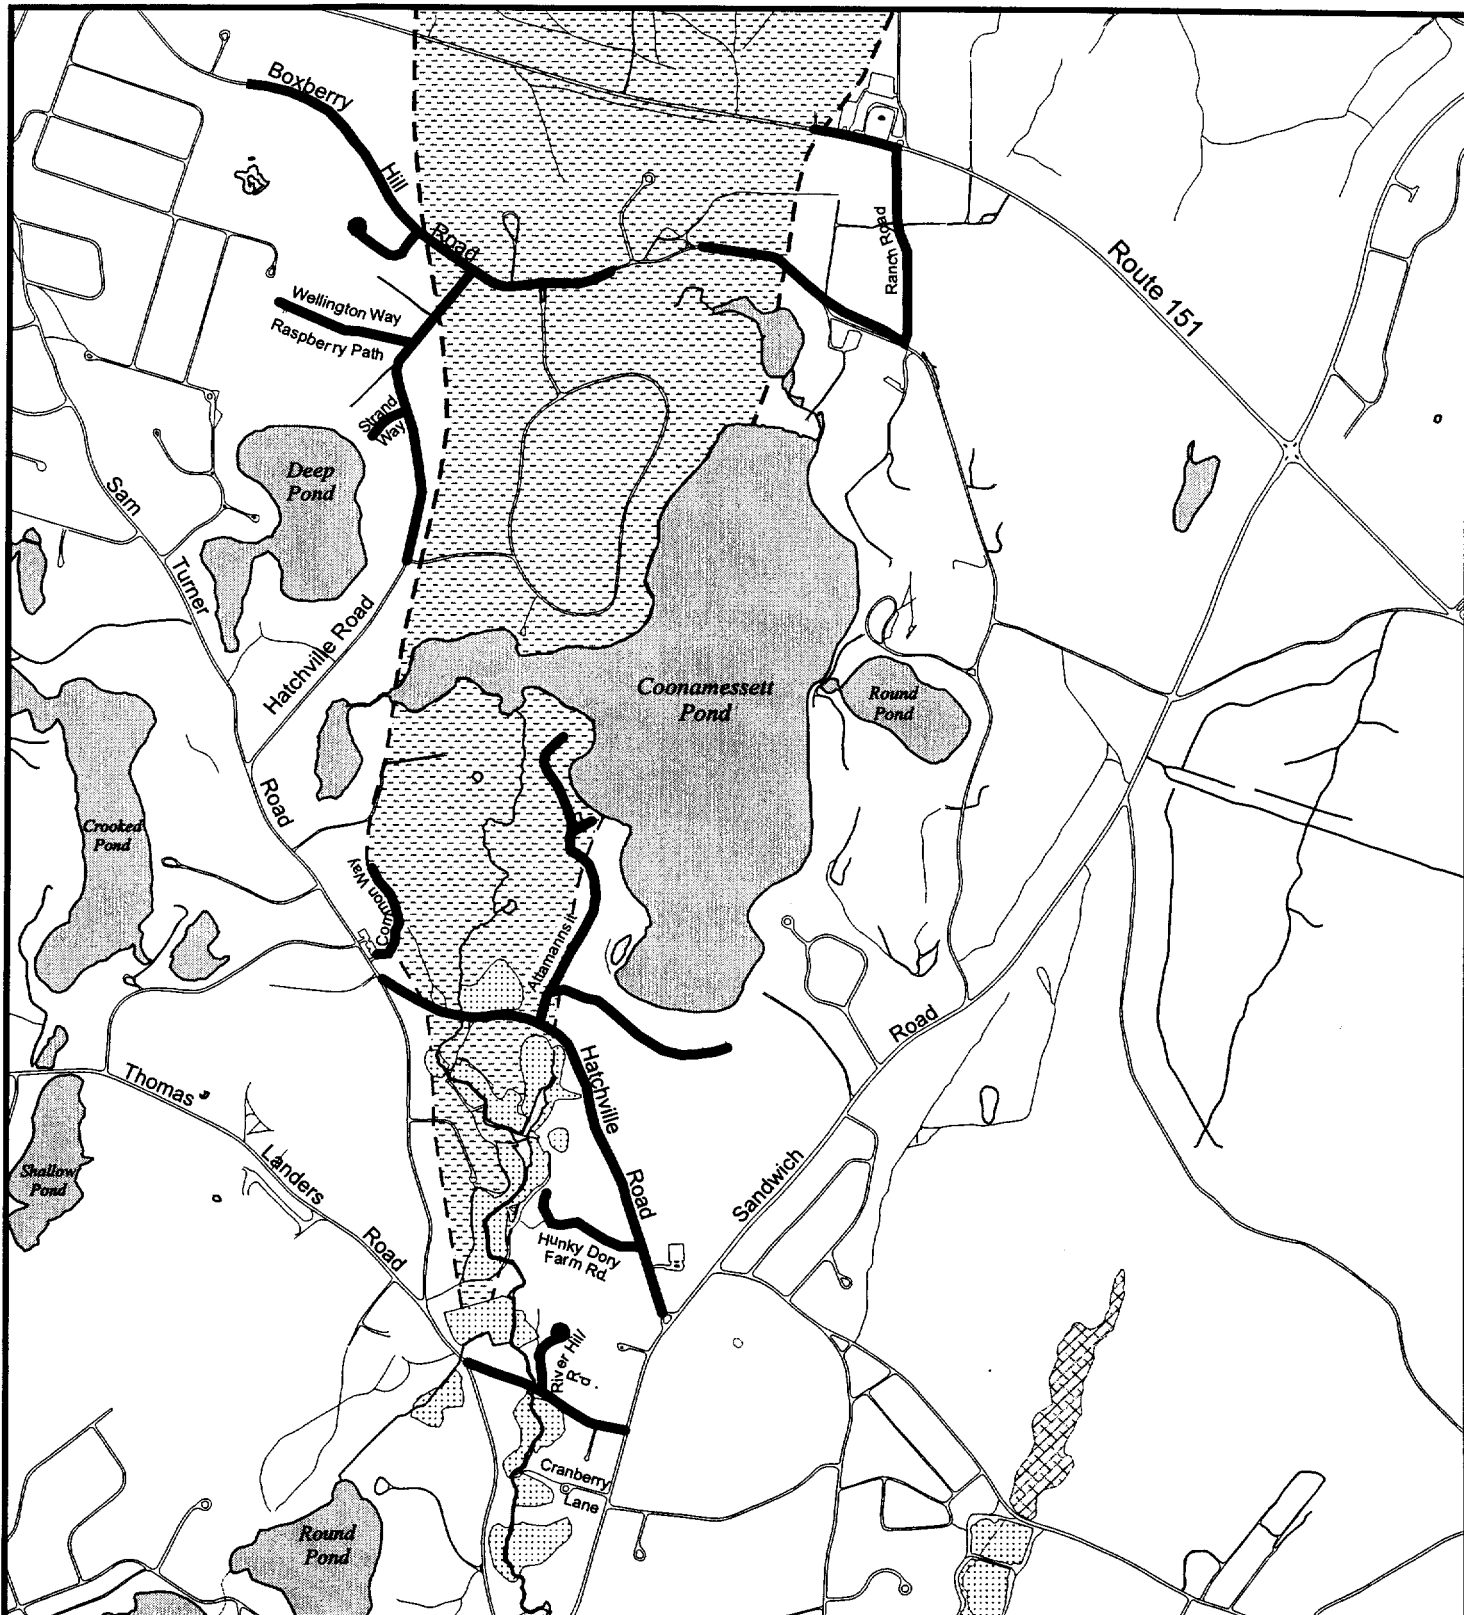 Boxberry
Hill
Road
Ranch Road
Route 151
Wellington Way
Raspberry Path
Strand
Way
Deep
Pond
Sam
Turner
Road
Hatchville Road
Coonamessett
Pond
Round
Pond
Crooked
Pond
Common Way
Hatchville
Road
Road
Sandwich
Thomas
Landers
Road
Shallow
Pond
Hunky Dory
Farm Rd.
River Hill
Rd.
Cranberry
Lane
Round
Pond